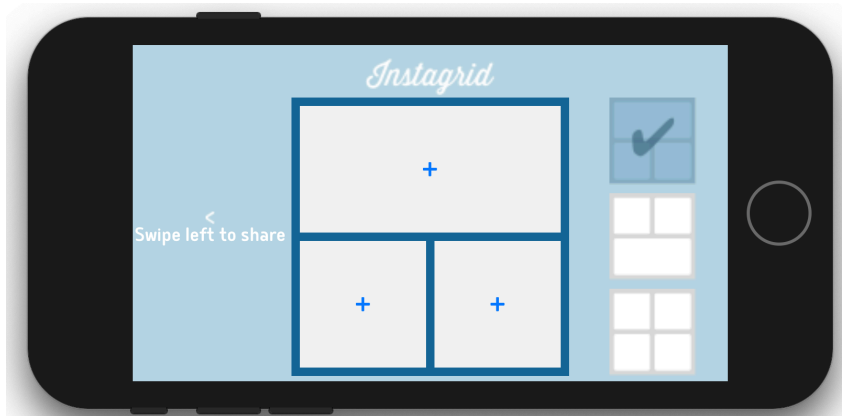 Instagrid
<
Swipe left to share
+
+ +